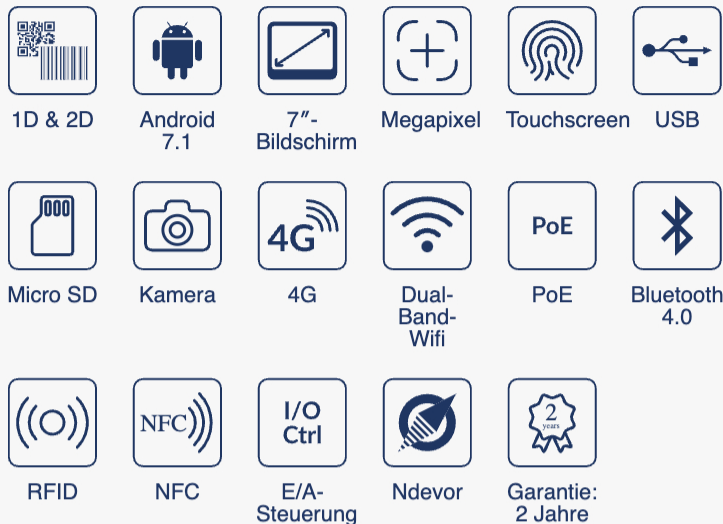 1D & 2D
Android
7.1
7″-
Bildschirm
Megapixel
Touchscreen
USB
Micro SD
Kamera
4G
4G
Dual-
Band-
Wifi
PoE
PoE
Bluetooth
4.0
RFID
NFC
NFC
I/O
Ctrl
E/A-
Steuerung
Ndevor
2
years
Garantie:
2 Jahre